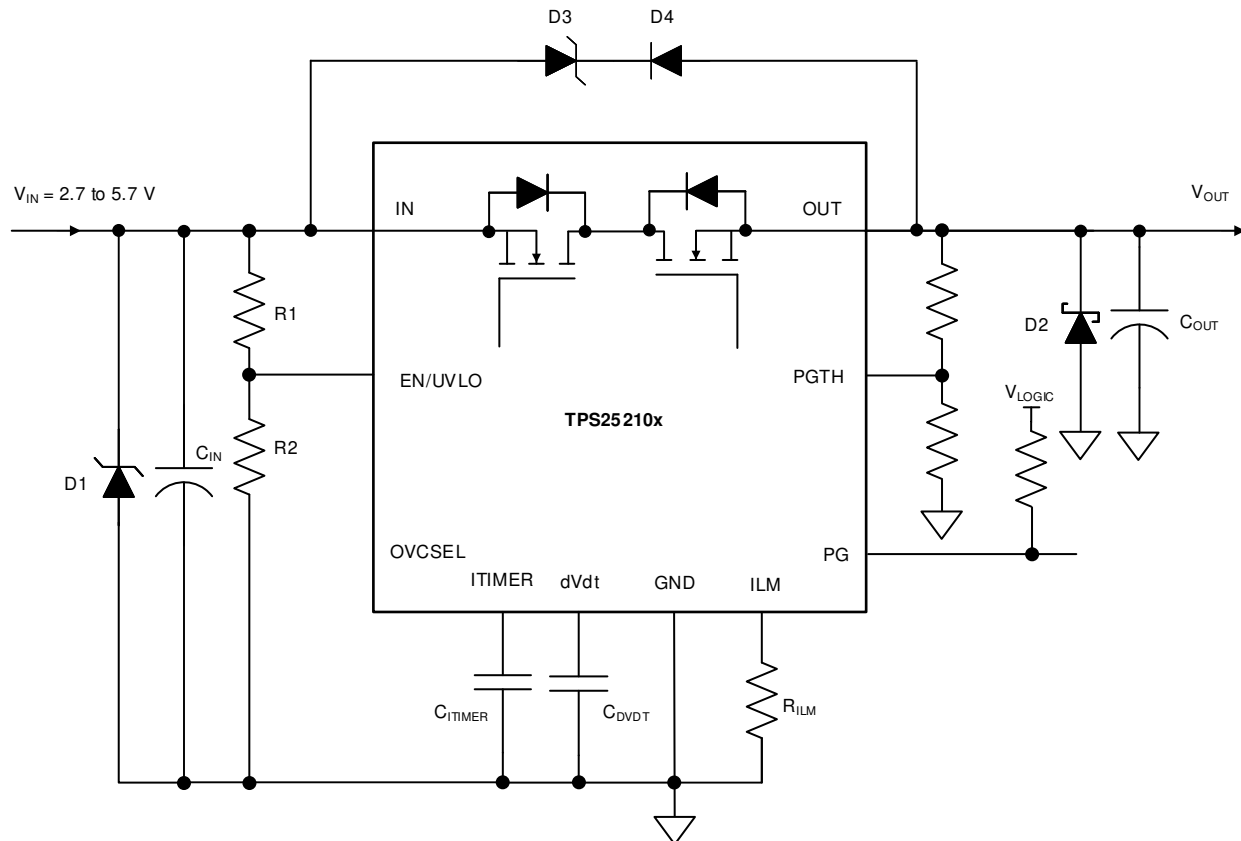 D3 D4
V_IN = 2.7 to 5.7 V
IN OUT
V_OUT
R1
D2
C_OUT
EN/UVLO PGTH
V_LOGIC
TPS25210x
R2
C_IN
D1
OVCSEL
PG
ITIMER dVdt GND ILM
C_ITIMER C_DVDT R_ILM